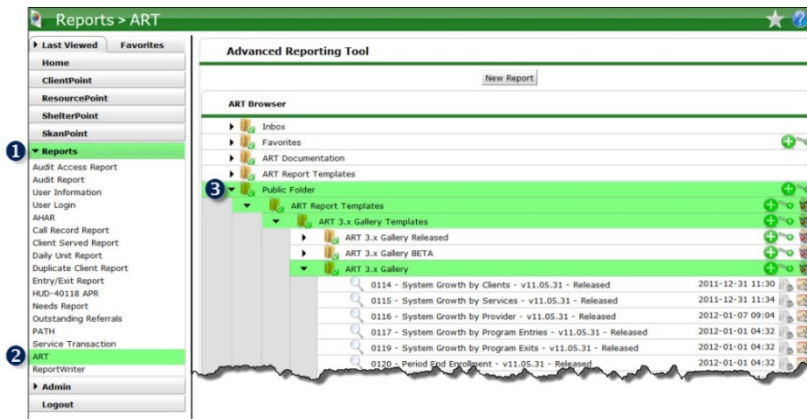 Reports > ART
Last Viewed Favorites
Home
ClientPoint
ResourcePoint
ShelterPoint
SkanPoint
1 Reports
Audit Access Report
Audit Report
User Information
User Login
AHAR
Call Record Report
Client Served Report
Daily Unit Report
Duplicate Client Report
Entry/Exit Report
HUD-40118 APR
Needs Report
Outstanding Referrals
PATH
Service Transaction
2 ART
ReportWriter
Admin
Logout
Advanced Reporting Tool
New Report
ART Browser
Inbox
Favorites
ART Documentation
ART Report Templates
3 Public Folder
ART Report Templates
ART 3.x Gallery Templates
ART 3.x Gallery Released
ART 3.x Gallery BETA
ART 3.x Gallery
0114 - System Growth by Clients - v11.05.31 - Released 2011-12-31 11:30
0115 - System Growth by Services - v11.05.31 - Released 2011-12-31 11:34
0116 - System Growth by Provider - v11.05.31 - Released 2012-01-07 09:04
0117 - System Growth by Program Entries - v11.05.31 - Released 2012-01-01 04:32
0119 - System Growth by Program Exits - v11.05.31 - Released 2012-01-01 04:32
0120 - Period End Enrollment - v11.05.31 - Released 2012-01-01 04:32